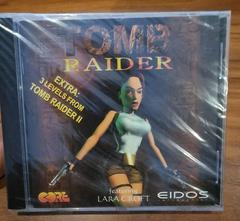 TOMB
RAIDER
EXTRA:
3 LEVELS FROM
TOMB RAIDER II
featuring
LARA CROFT
CORE
EIDOS